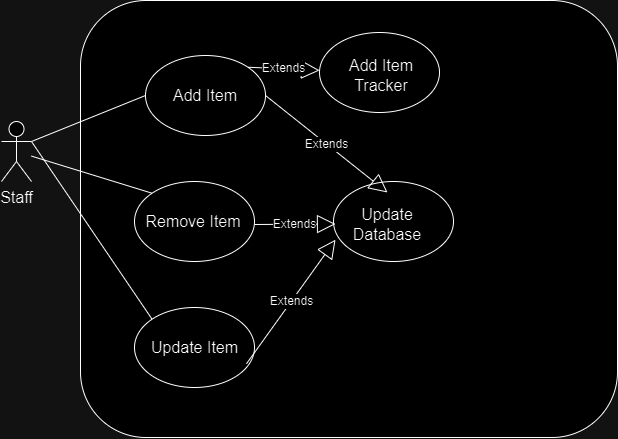 Add Item
Tracker
Extends
Add Item
Extends
Staff
Remove Item
Extends
Update
Database
Extends
Update Item